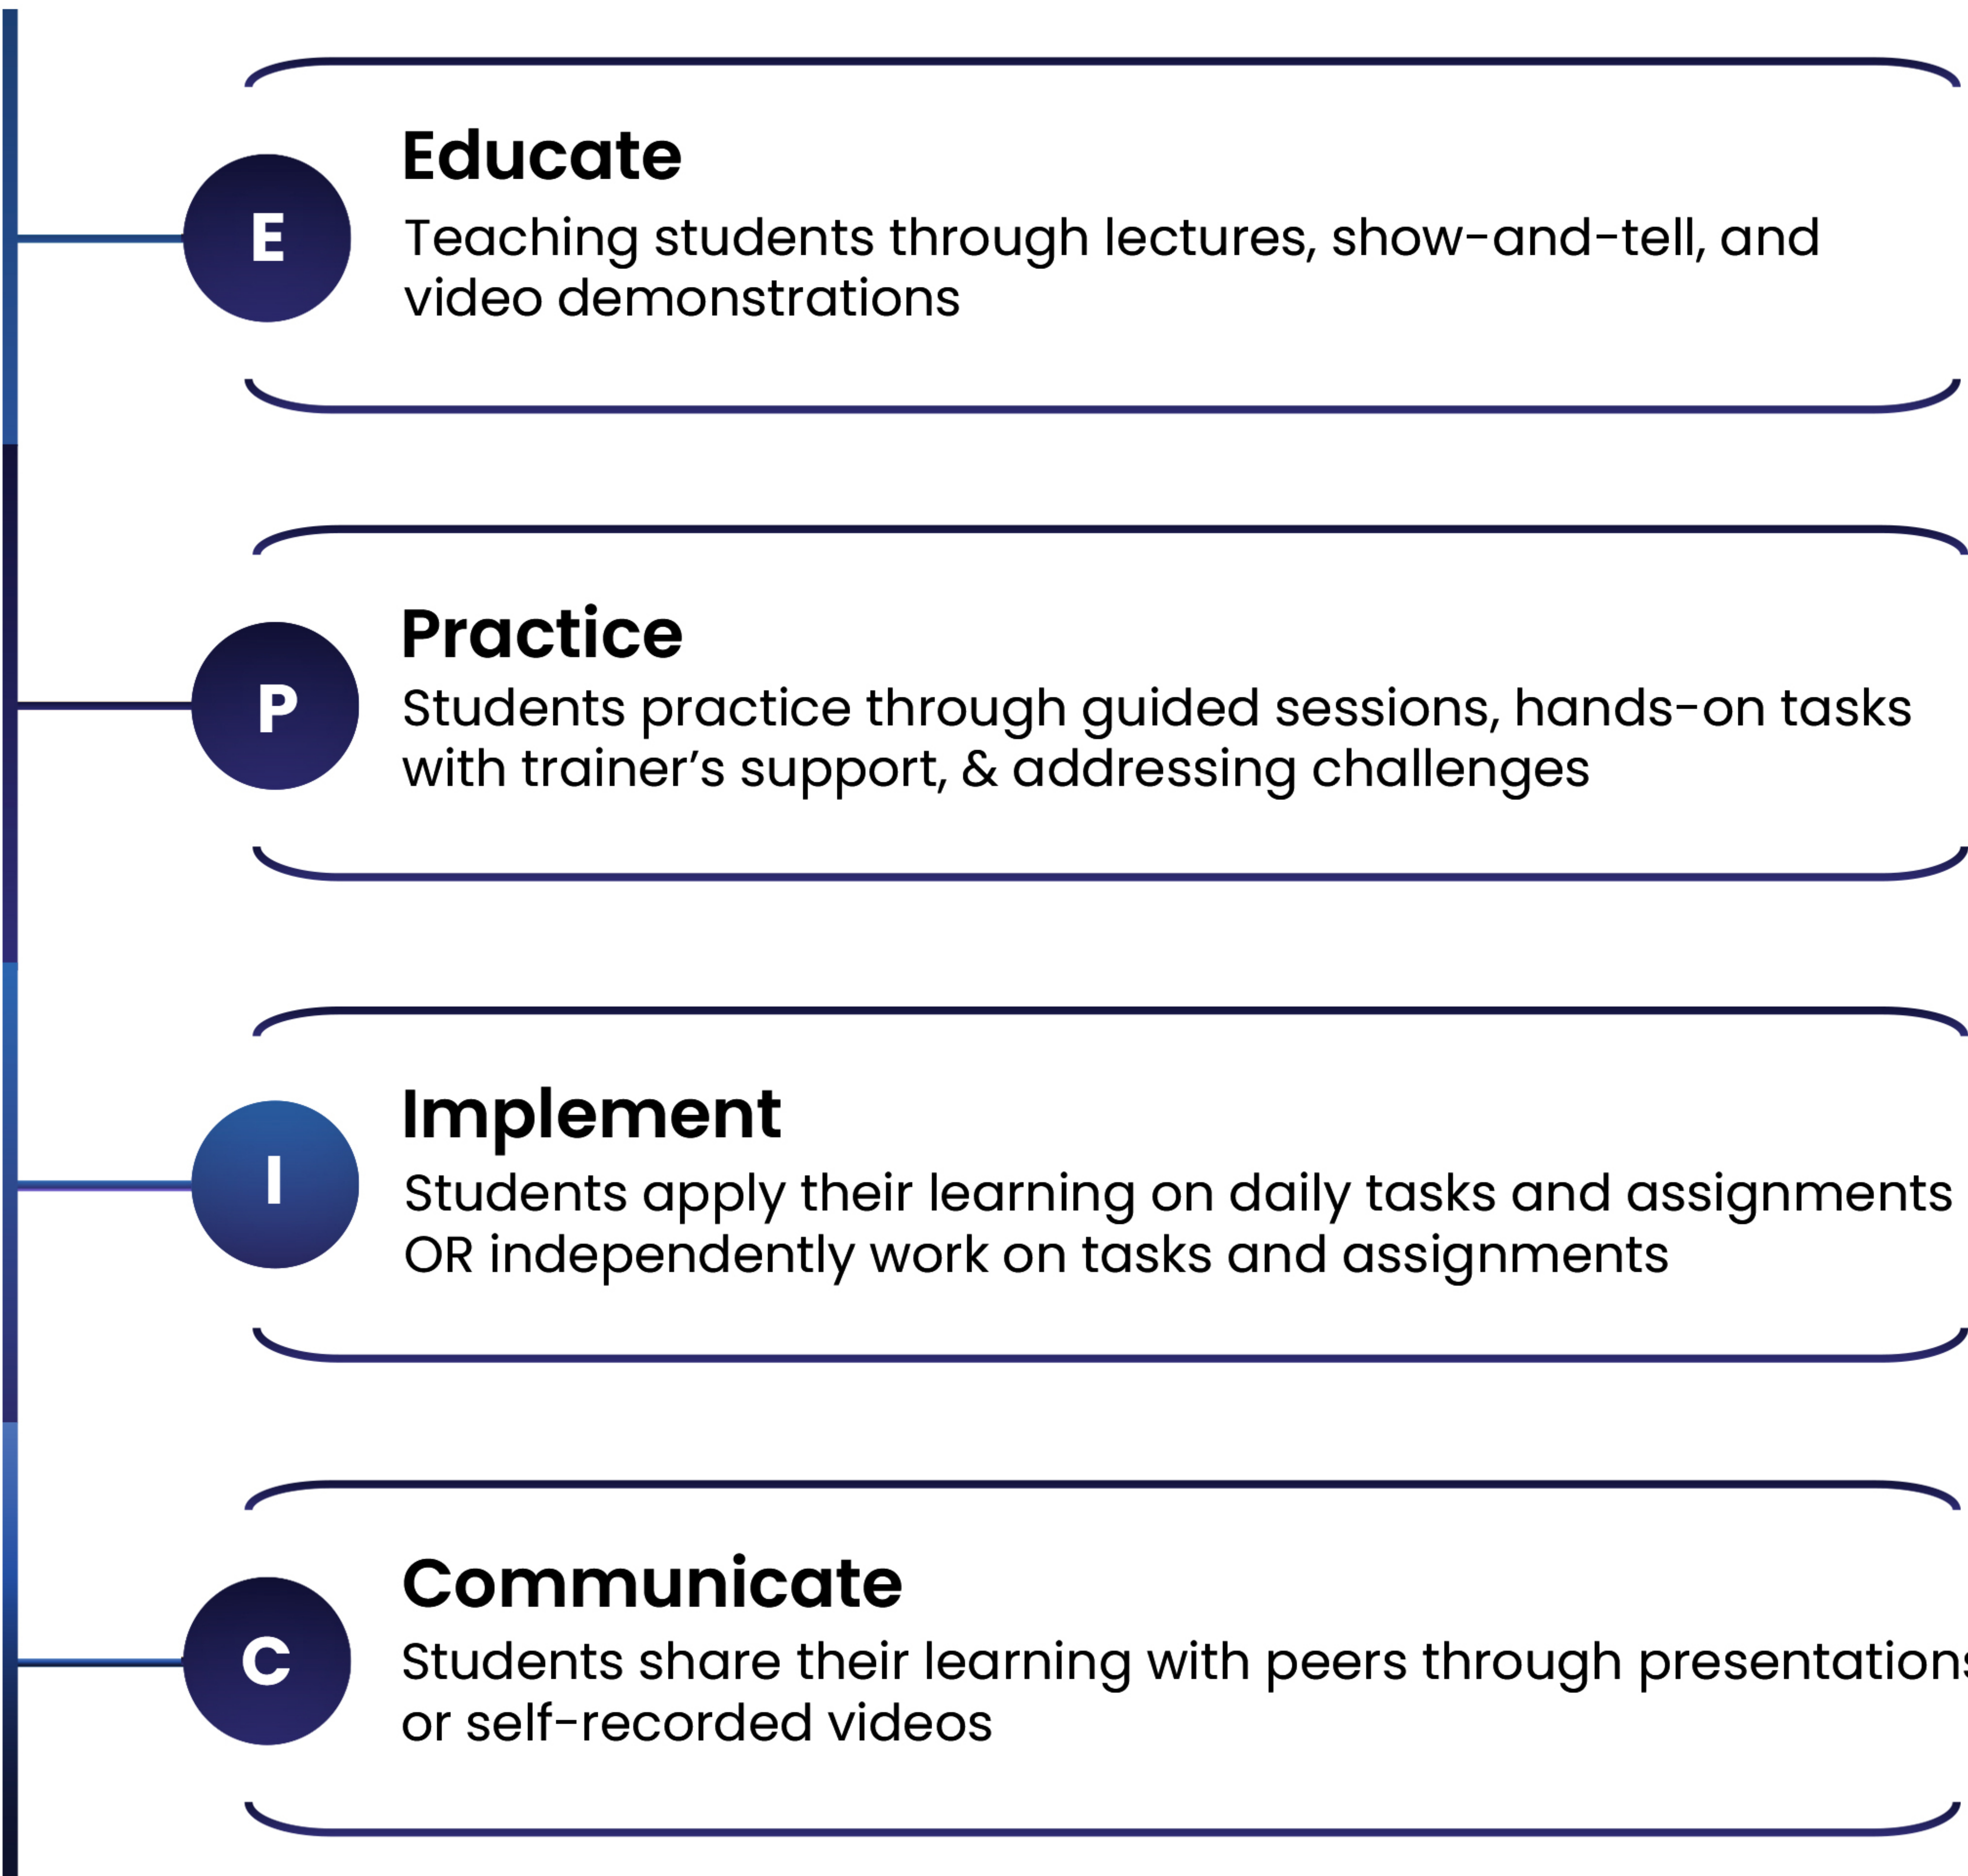 Educate
E
Teaching students through lectures, show-and-tell, and
video demonstrations
Practice
P
Students practice through guided sessions, hands-on tasks
with trainer’s support, & addressing challenges
Implement
I
Students apply their learning on daily tasks and assignments
OR independently work on tasks and assignments
Communicate
C
Students share their learning with peers through presentations
or self-recorded videos